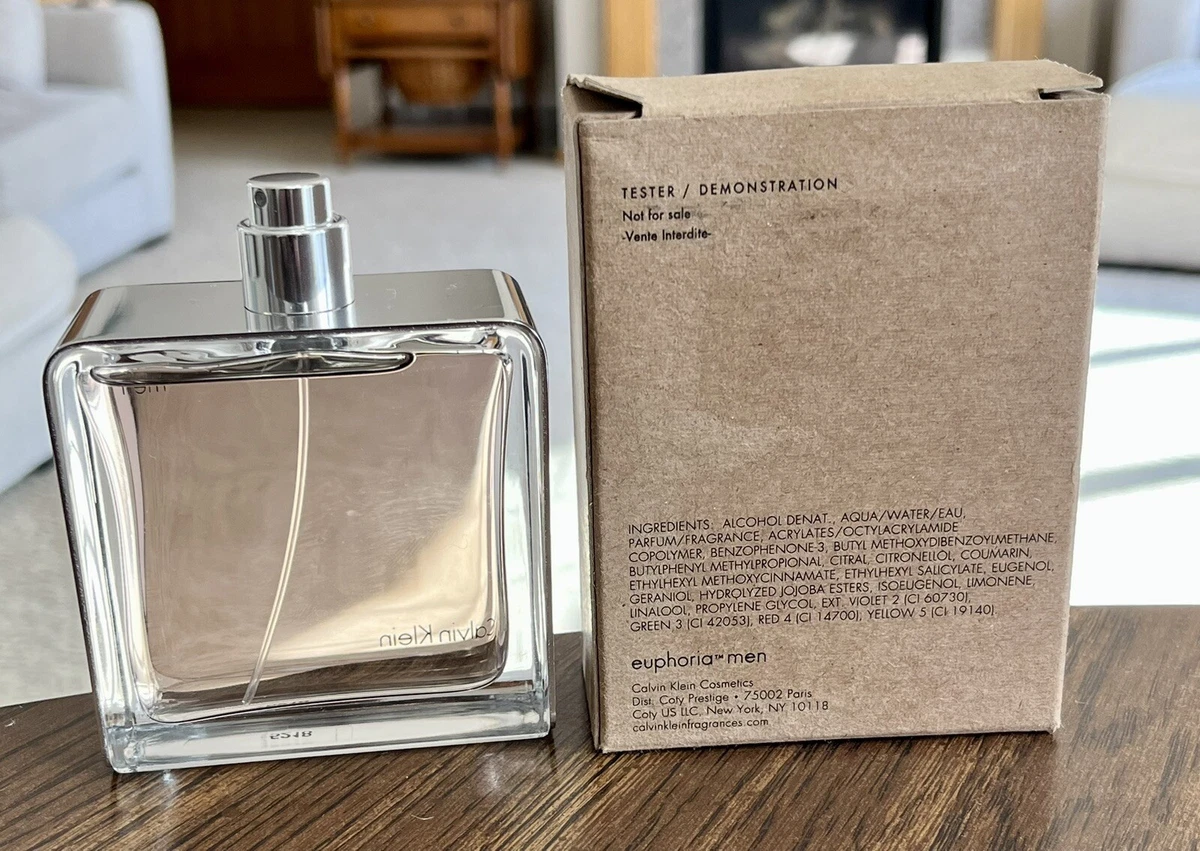 TESTER / DEMONSTRATION
Not for sale
-Vente Interdite-
INGREDIENTS: ALCOHOL DENAT., AQUA/WATER/EAU,
PARFUM/FRAGRANCE, ACRYLATES/OCTYLACRYLAMIDE
COPOLYMER, BENZOPHENONE-3, BUTYL METHOXYDIBENZOYLMETHANE,
BUTYLPHENYL METHYLPROPIONAL, CITRAL, CITRONELLOL, COUMARIN,
ETHYLHEXYL METHOXYCINNAMATE, ETHYLHEXYL SALICYLATE, EUGENOL,
GERANIOL, HYDROLYZED JOJOBA ESTERS, ISOEUGENOL, LIMONENE,
LINALOOL, PROPYLENE GLYCOL, EXT. VIOLET 2 (CI 60730),
GREEN 3 (CI 42053), RED 4 (CI 14700), YELLOW 5 (CI 19140)
euphoria™ men
Calvin Klein Cosmetics
Dist. Coty Prestige • 75002 Paris
Coty US LLC, New York, NY 10118
calvinkleinfragrances.com
men
Calvin Klein